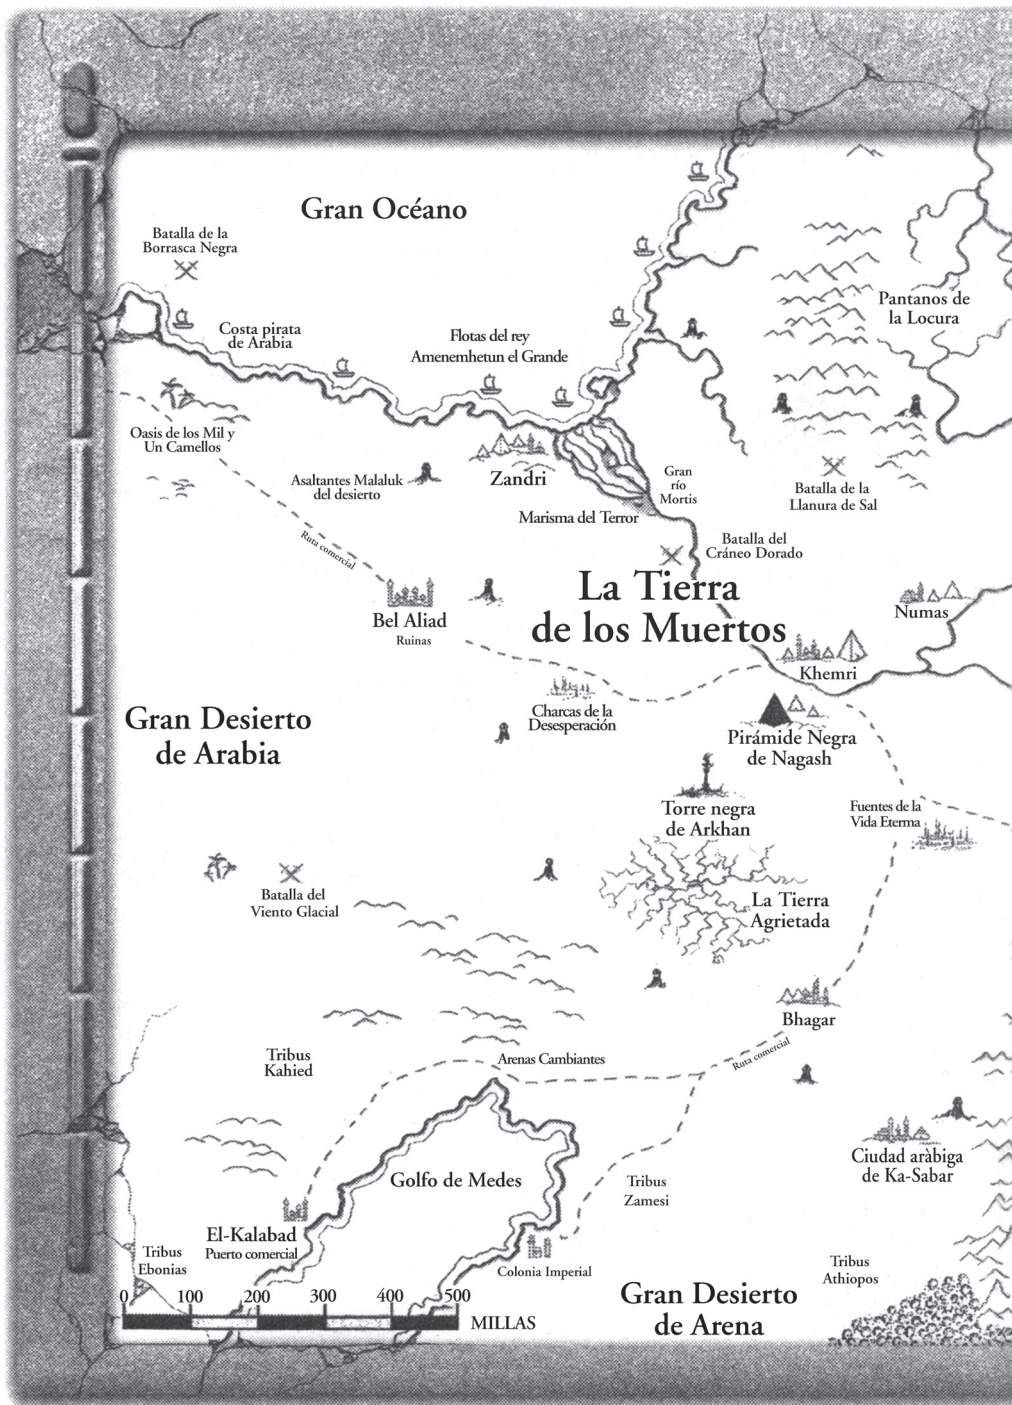 Gran Océano
Batalla de la
Borrasca Negra
Costa pirata
de Arabia
Flotas del rey
Amenemhetun el Grande
Pantanos de
la Locura
Oasis de los Mil y
Un Camellos
Asaltantes Malaluk
del desierto
Zandri
Gran
río
Mortis
Batalla de la
Llanura de Sal
Marisma del Terror
Ruta comercial
Batalla del
Cráneo Dorado
La Tierra
de los Muertos
Bel Aliad
Ruinas
Numas
Khemri
Charcas de la
Desesperación
Gran Desierto
de Arabia
Pirámide Negra
de Nagash
Torre negra
de Arkhan
Fuentes de la
Vida Eterma
Batalla del
Viento Glacial
La Tierra
Agrietada
Bhagar
Ruta comercial
Tribus
Kahied
Arenas Cambiantes
Ciudad aràbiga
de Ka-Sabar
Golfo de Medes
Tribus
Zamesi
El-Kalabad
Puerto comercial
Tribus
Ebonias
Colonia Imperial
Tribus
Athiopos
Gran Desierto
de Arena
0 100 200 300 400 500
MILLAS